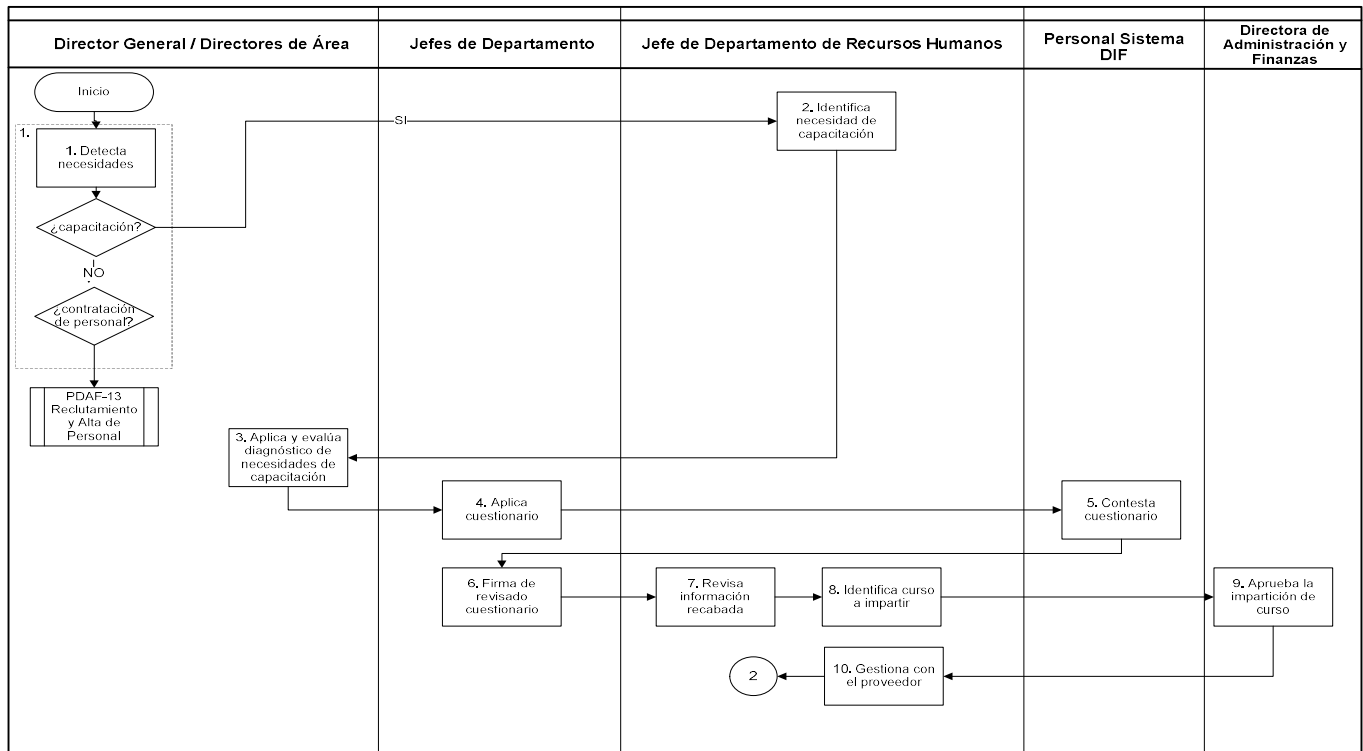 Director General / Directores de Área
Jefes de Departamento
Jefe de Departamento de Recursos Humanos
Personal Sistema
DIF
Directora de
Administración y
Finanzas
Inicio
1.
1. Detecta
necesidades
¿capacitación?
SI
2. Identifica
necesidad de
capacitación
NO
¿contratación
de personal?
PDAF-13
Reclutamiento
y Alta de
Personal
3. Aplica y evalúa
diagnóstico de
necesidades de
capacitación
4. Aplica
cuestionario
5. Contesta
cuestionario
6. Firma de
revisado
cuestionario
7. Revisa
información
recabada
8. Identifica curso
a impartir
9. Aprueba la
impartición de
curso
10. Gestiona con
el proveedor
2